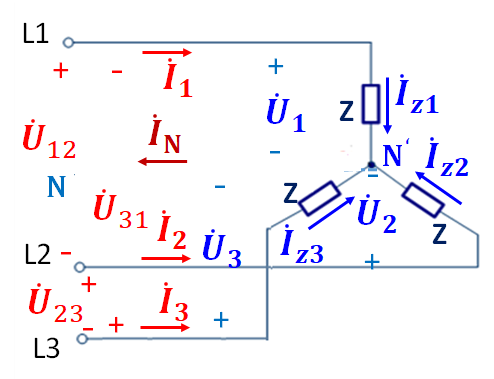 L1
+ - İ1 +
Z İz1
U̇12 İN U̇1
- N‘ İz2
N - Z -
U̇31 U̇2
İ2 Z
L2 - U̇3 İz3 +
+
U̇23 İ3
- + +
L3